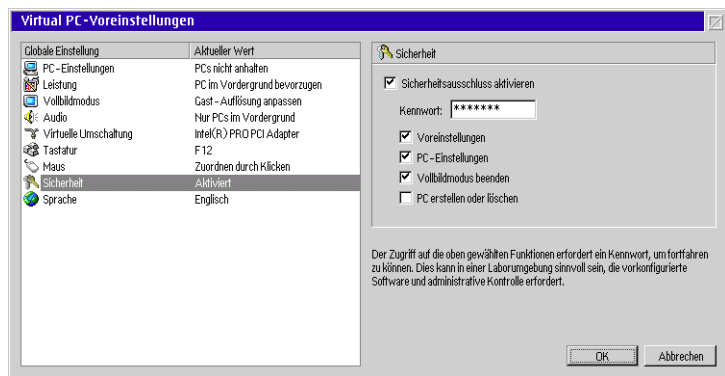 Virtual PC-Voreinstellungen
Globale Einstellung Aktueller Wert
PC-Einstellungen PCs nicht anhalten
Leistung PC im Vordergrund bevorzugen
Vollbildmodus Gast-Auflösung anpassen
Audio Nur PCs im Vordergrund
Virtuelle Umschaltung Intel(R) PRO PCI Adapter
Tastatur F12
Maus Zuordnen durch Klicken
Sicherheit Aktiviert
Sprache Englisch
Sicherheit
Sicherheitsausschluss aktivieren
Kennwort: *******
Voreinstellungen
PC-Einstellungen
Vollbildmodus beenden
PC erstellen oder löschen
Der Zugriff auf die oben gewählten Funktionen erfordert ein Kennwort, um fortfahren
zu können. Dies kann in einer Laborumgebung sinnvoll sein, die vorkonfigurierte
Software und administrative Kontrolle erfordert.
OK Abbrechen